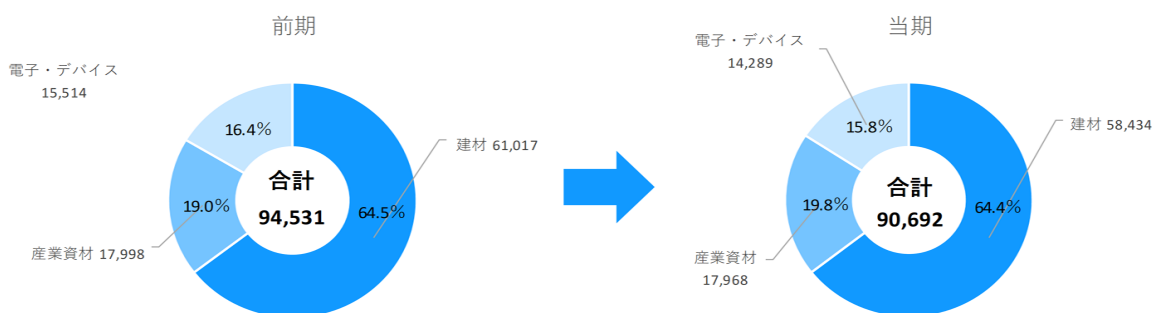 前期
電子・デバイス
15,514
16.4%
建材 61,017
合計
94,531
19.0%
64.5%
産業資材 17,998
当期
電子・デバイス
14,289
15.8%
建材 58,434
合計
90,692
19.8%
64.4%
産業資材
17,968